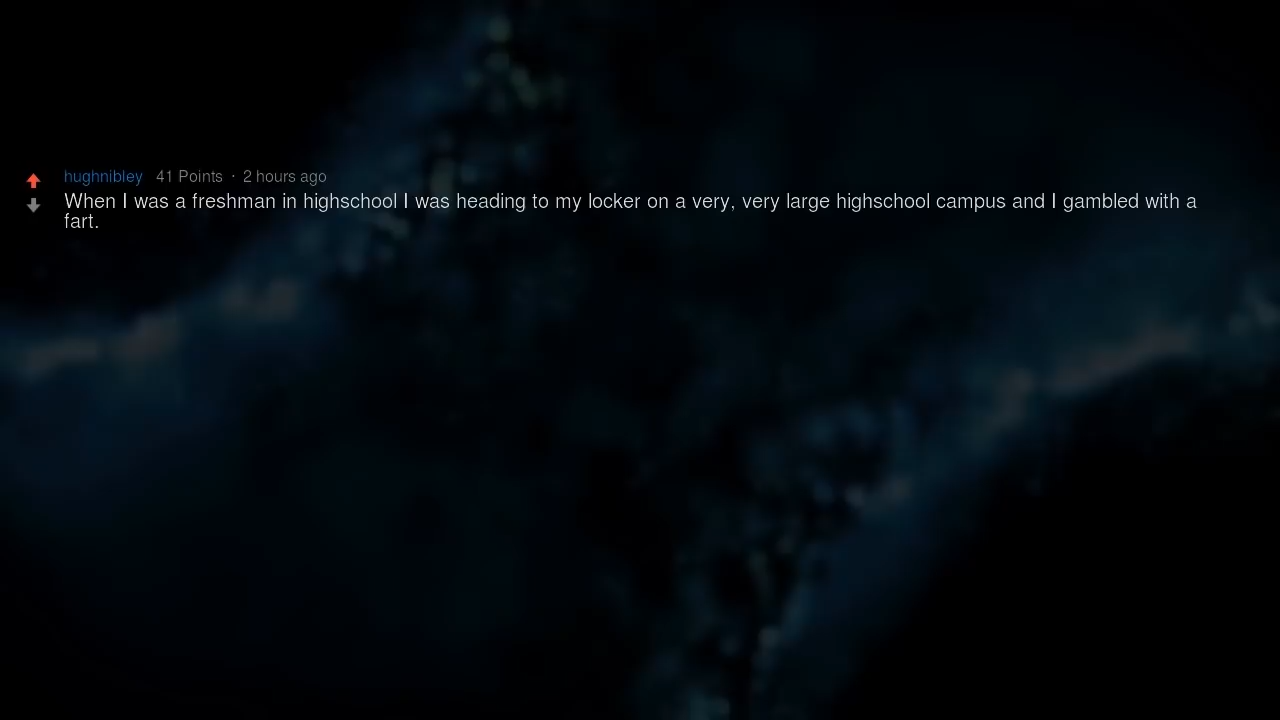 hughnibley 41 Points · 2 hours ago
When I was a freshman in highschool I was heading to my locker on a very, very large highschool campus and I gambled with a
fart.